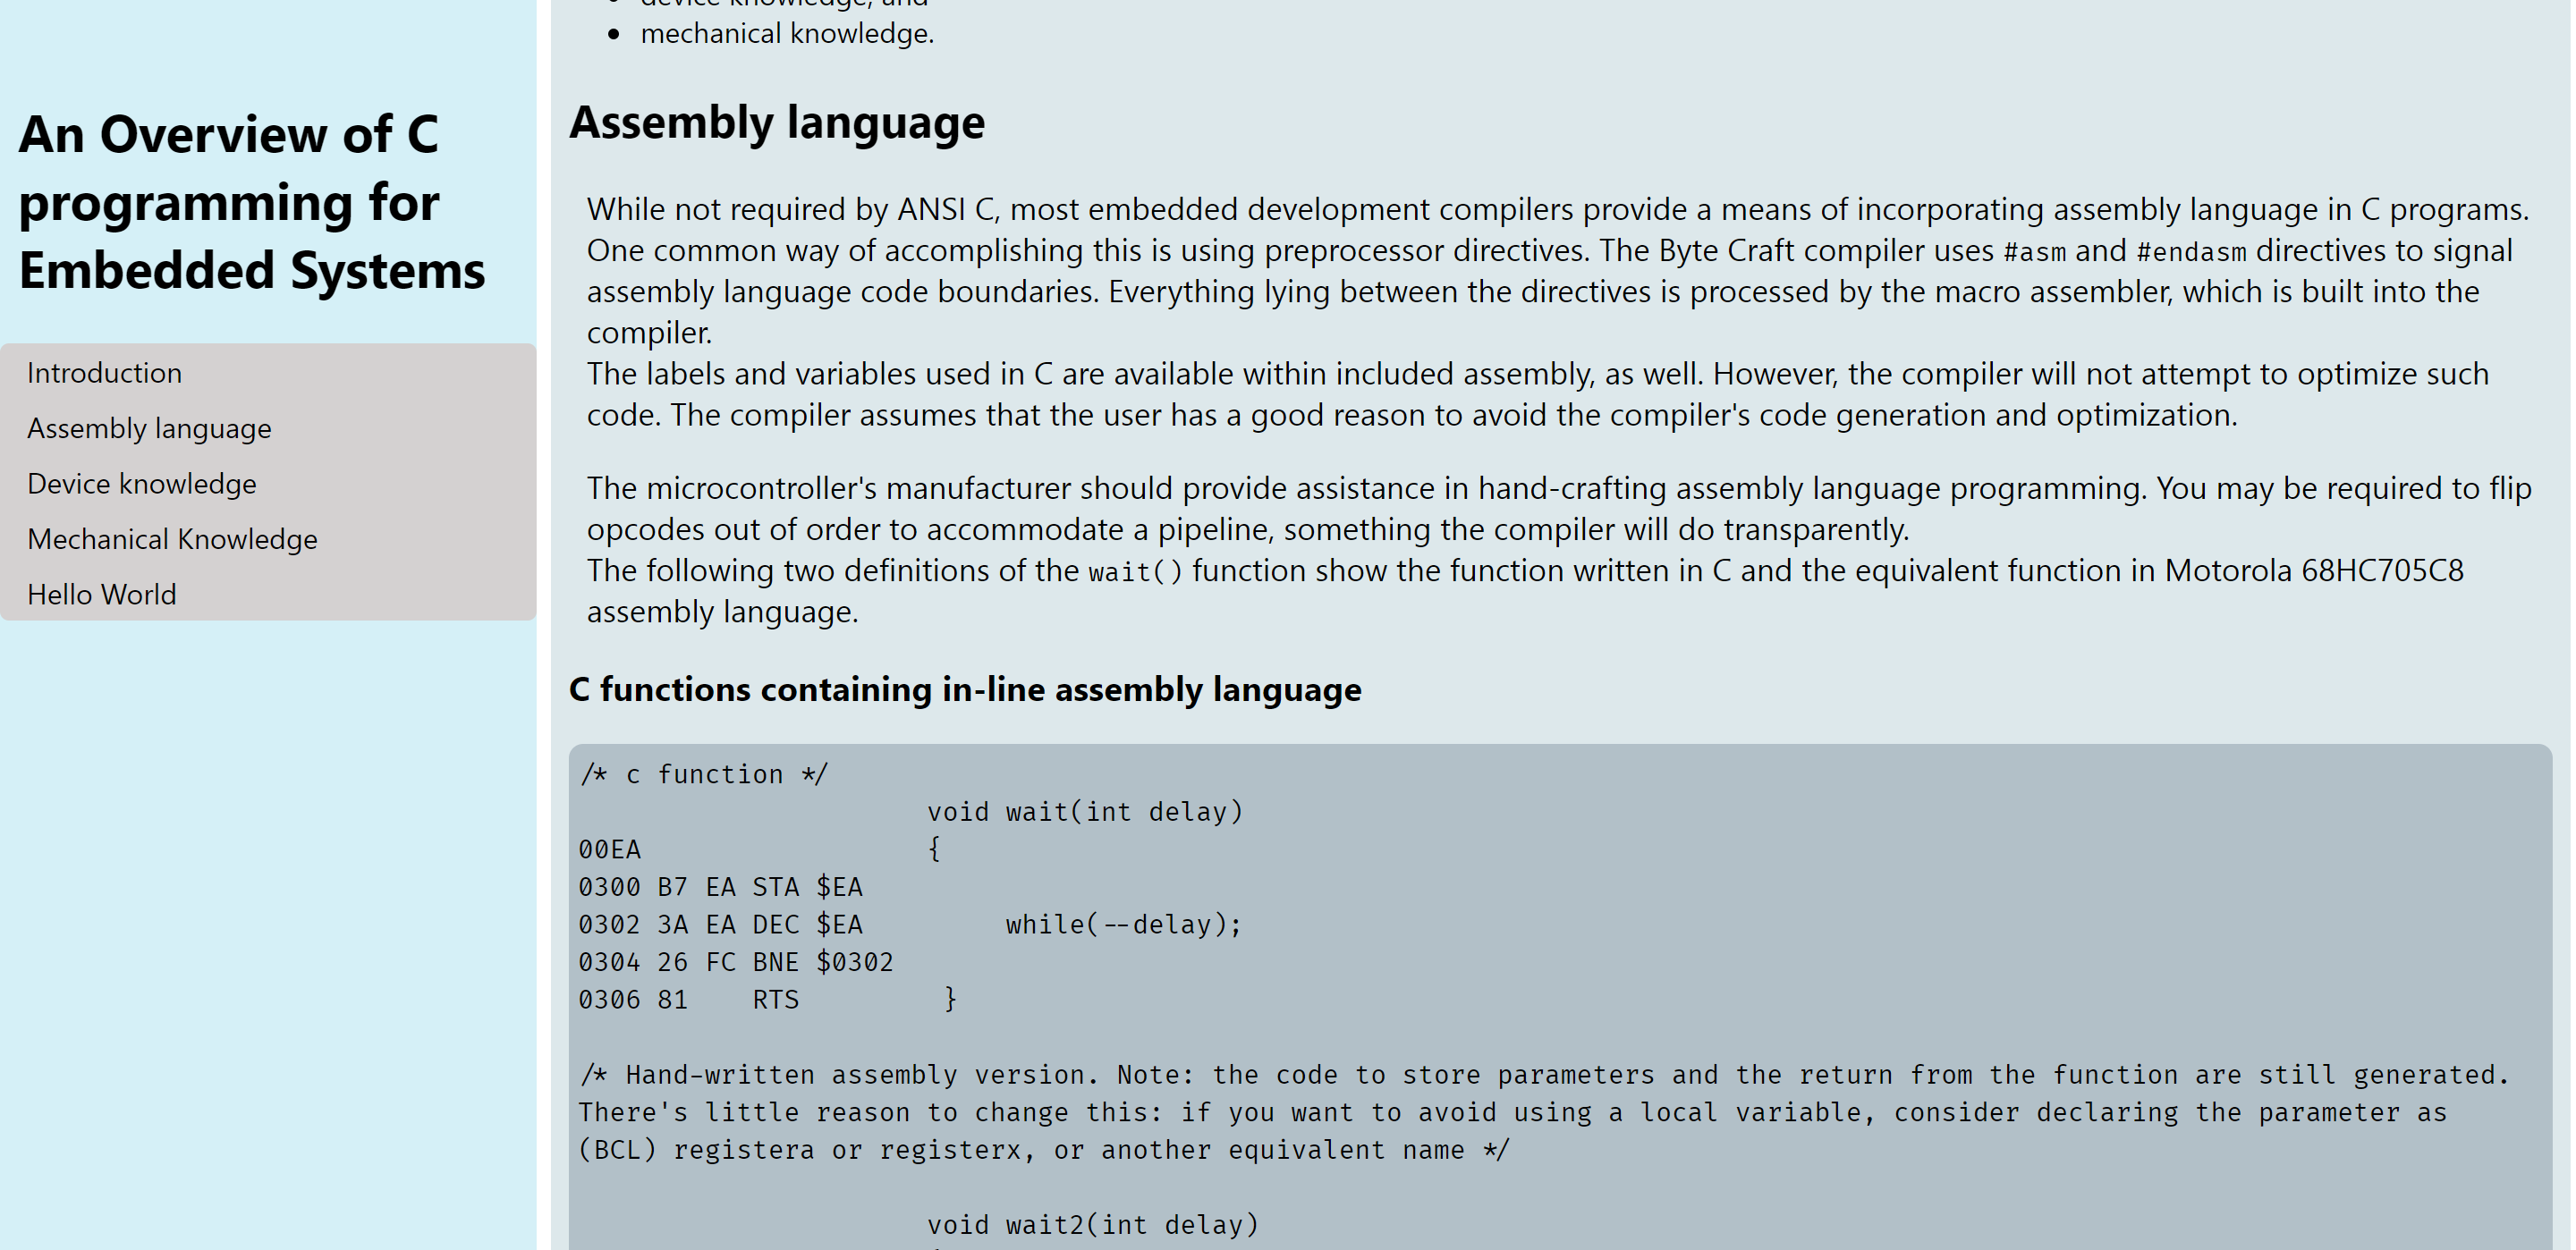 An Overview of C
programming for
Embedded Systems
Introduction
Assembly language
Device knowledge
Mechanical Knowledge
Hello World
device knowledge, and
mechanical knowledge.
Assembly language
While not required by ANSI C, most embedded development compilers provide a means of incorporating assembly language in C programs.
One common way of accomplishing this is using preprocessor directives. The Byte Craft compiler uses #asm and #endasm directives to signal
assembly language code boundaries. Everything lying between the directives is processed by the macro assembler, which is built into the
compiler.
The labels and variables used in C are available within included assembly, as well. However, the compiler will not attempt to optimize such
code. The compiler assumes that the user has a good reason to avoid the compiler's code generation and optimization.
The microcontroller's manufacturer should provide assistance in hand-crafting assembly language programming. You may be required to flip
opcodes out of order to accommodate a pipeline, something the compiler will do transparently.
The following two definitions of the wait() function show the function written in C and the equivalent function in Motorola 68HC705C8
assembly language.
C functions containing in-line assembly language
/* c function */
void wait(int delay)
00EA                  {
0300 B7 EA STA $EA
0302 3A EA DEC $EA         while(--delay);
0304 26 FC BNE $0302
0306 81    RTS         }
/* Hand-written assembly version. Note: the code to store parameters and the return from the function are still generated.
There's little reason to change this: if you want to avoid using a local variable, consider declaring the parameter as
(BCL) registera or registerx, or another equivalent name */
void wait2(int delay)